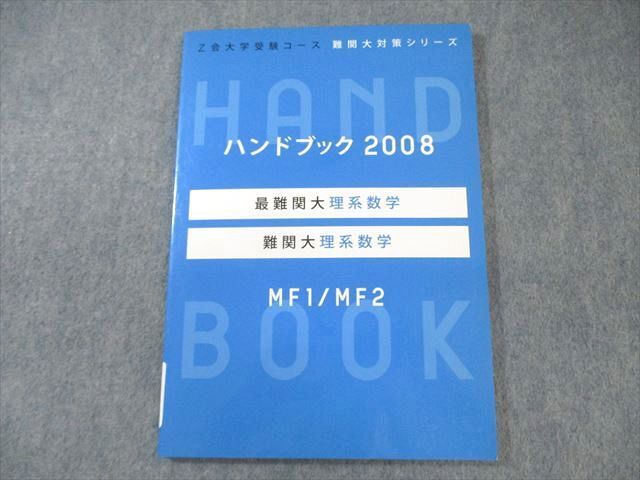 Z会大学受験コース 難関大対策シリーズ
HAND
ハンドブック 2008
最難関大理系数学
難関大理系数学
MF1/MF2
BOOK